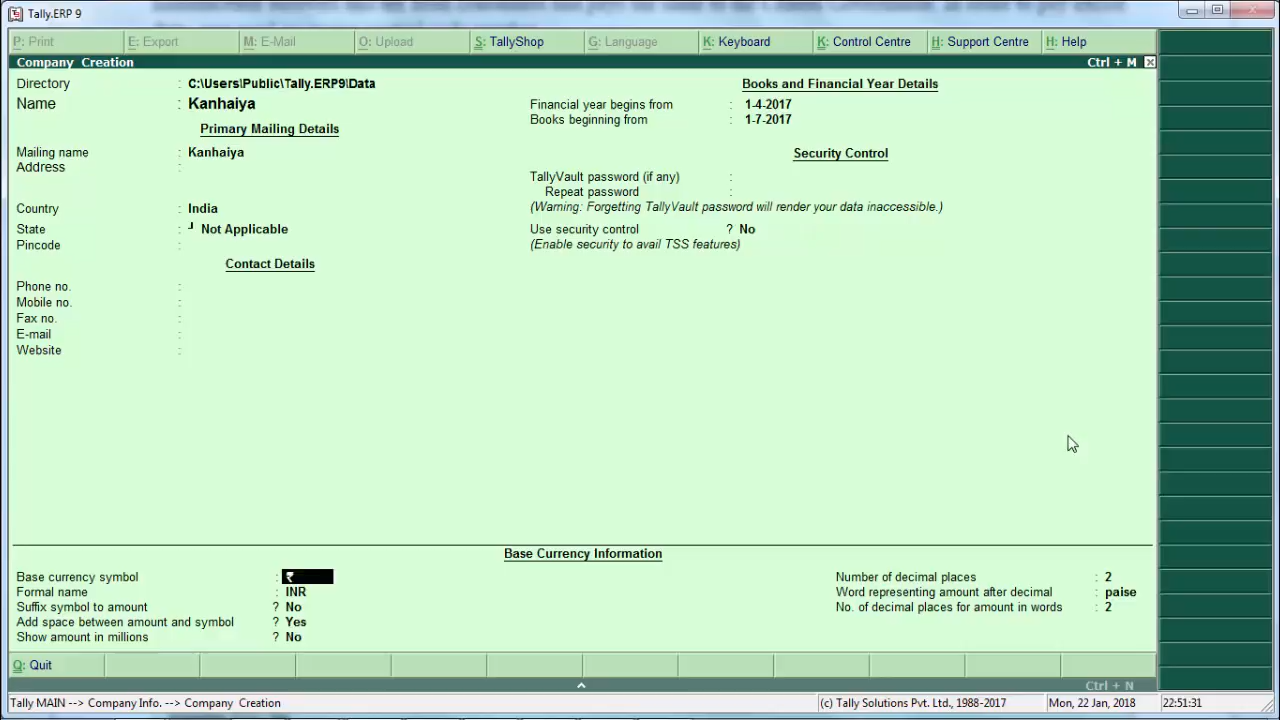 Tally.ERP 9
P: Print E: Export M: E-Mail O: Upload S: TallyShop G: Language K: Keyboard K: Control Centre H: Support Centre H: Help
Company Creation Ctrl + M
Directory : C:\Users\Public\Tally.ERP9\Data
Name : Kanhaiya
Primary Mailing Details
Mailing name : Kanhaiya
Address :
Country : India
State : ┘ Not Applicable
Pincode :
Contact Details
Phone no. :
Mobile no. :
Fax no. :
E-mail :
Website :
Books and Financial Year Details
Financial year begins from : 1-4-2017
Books beginning from : 1-7-2017
Security Control
TallyVault password (if any) :
Repeat password :
(Warning: Forgetting TallyVault password will render your data inaccessible.)
Use security control ? No
(Enable security to avail TSS features)
Base Currency Information
Base currency symbol : ₹
Formal name : INR
Suffix symbol to amount ? No
Add space between amount and symbol ? Yes
Show amount in millions ? No
Number of decimal places : 2
Word representing amount after decimal : paise
No. of decimal places for amount in words : 2
Q: Quit
Ctrl + N
Tally MAIN --> Company Info. --> Company Creation (c) Tally Solutions Pvt. Ltd., 1988-2017 Mon, 22 Jan, 2018 22:51:31